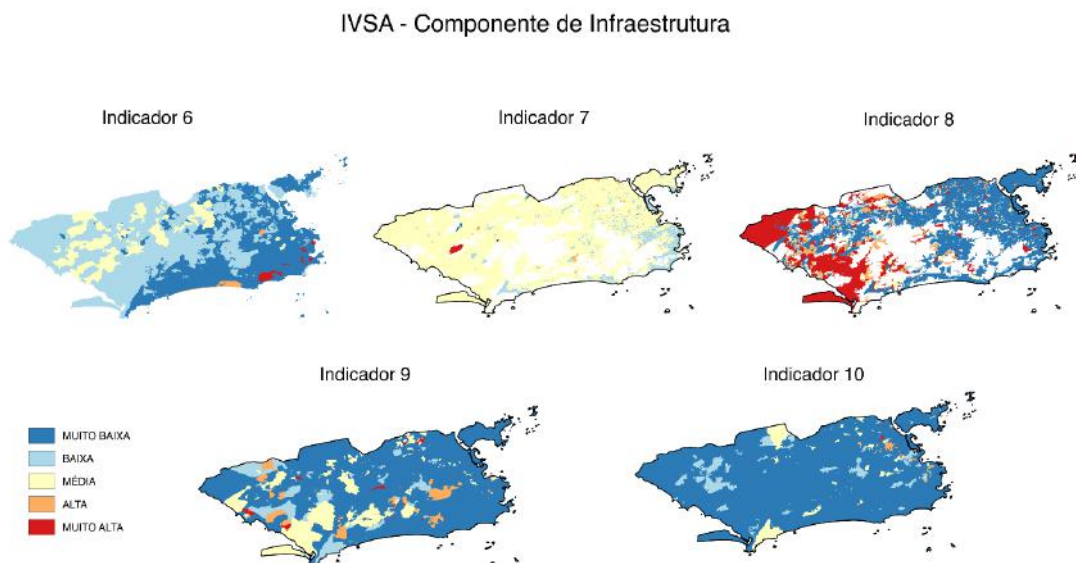 IVSA - Componente de Infraestrutura
Indicador 6
Indicador 7
Indicador 8
Indicador 9
Indicador 10
MUITO BAIXA
BAIXA
MÉDIA
ALTA
MUITO ALTA